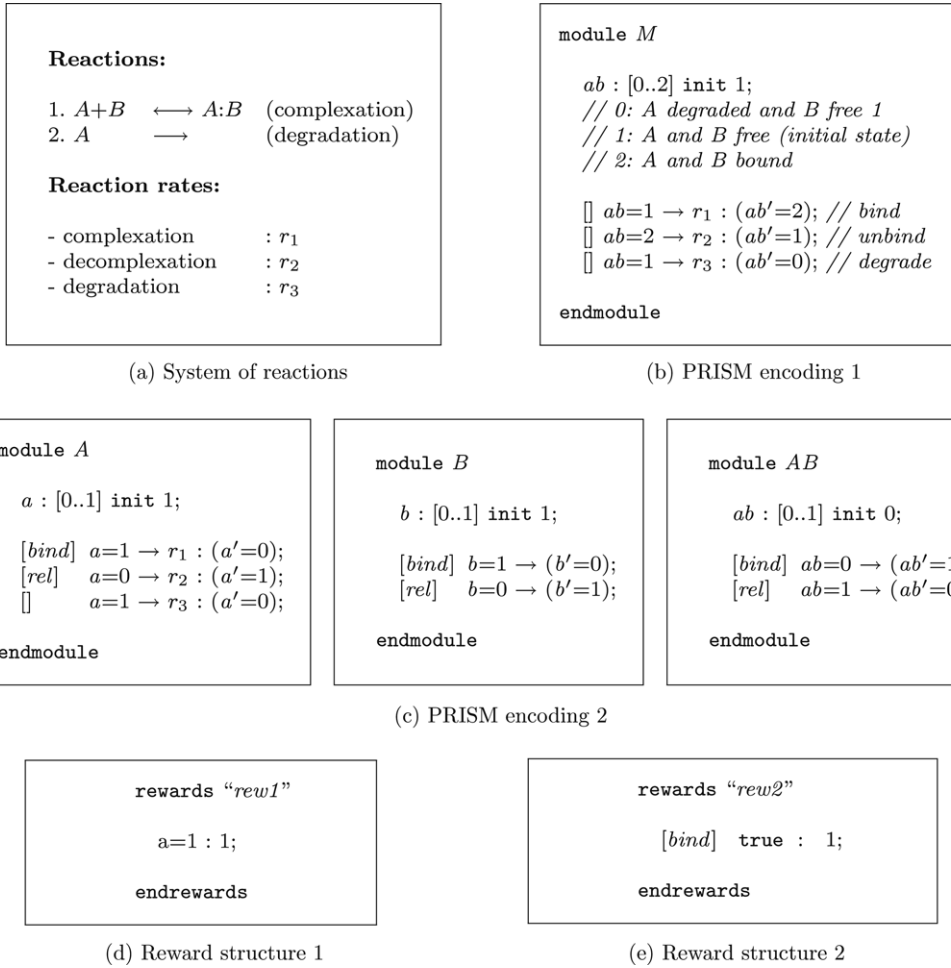 Reactions:
1. A+B ⟷ A:B (complexation)
2. A ⟶ (degradation)
Reaction rates:
- complexation : r₁
- decomplexation : r₂
- degradation : r₃
(a) System of reactions
module M
ab : [0..2] init 1;
// 0: A degraded and B free 1
// 1: A and B free (initial state)
// 2: A and B bound
[] ab=1 → r₁ : (ab′=2); // bind
[] ab=2 → r₂ : (ab′=1); // unbind
[] ab=1 → r₃ : (ab′=0); // degrade
endmodule
(b) PRISM encoding 1
module A
a : [0..1] init 1;
[bind] a=1 → r₁ : (a′=0);
[rel] a=0 → r₂ : (a′=1);
[] a=1 → r₃ : (a′=0);
endmodule
module B
b : [0..1] init 1;
[bind] b=1 → (b′=0);
[rel] b=0 → (b′=1);
endmodule
module AB
ab : [0..1] init 0;
[bind] ab=0 → (ab′=1
[rel] ab=1 → (ab′=0
endmodule
(c) PRISM encoding 2
rewards “rew1”
a=1 : 1;
endrewards
(d) Reward structure 1
rewards “rew2”
[bind] true : 1;
endrewards
(e) Reward structure 2